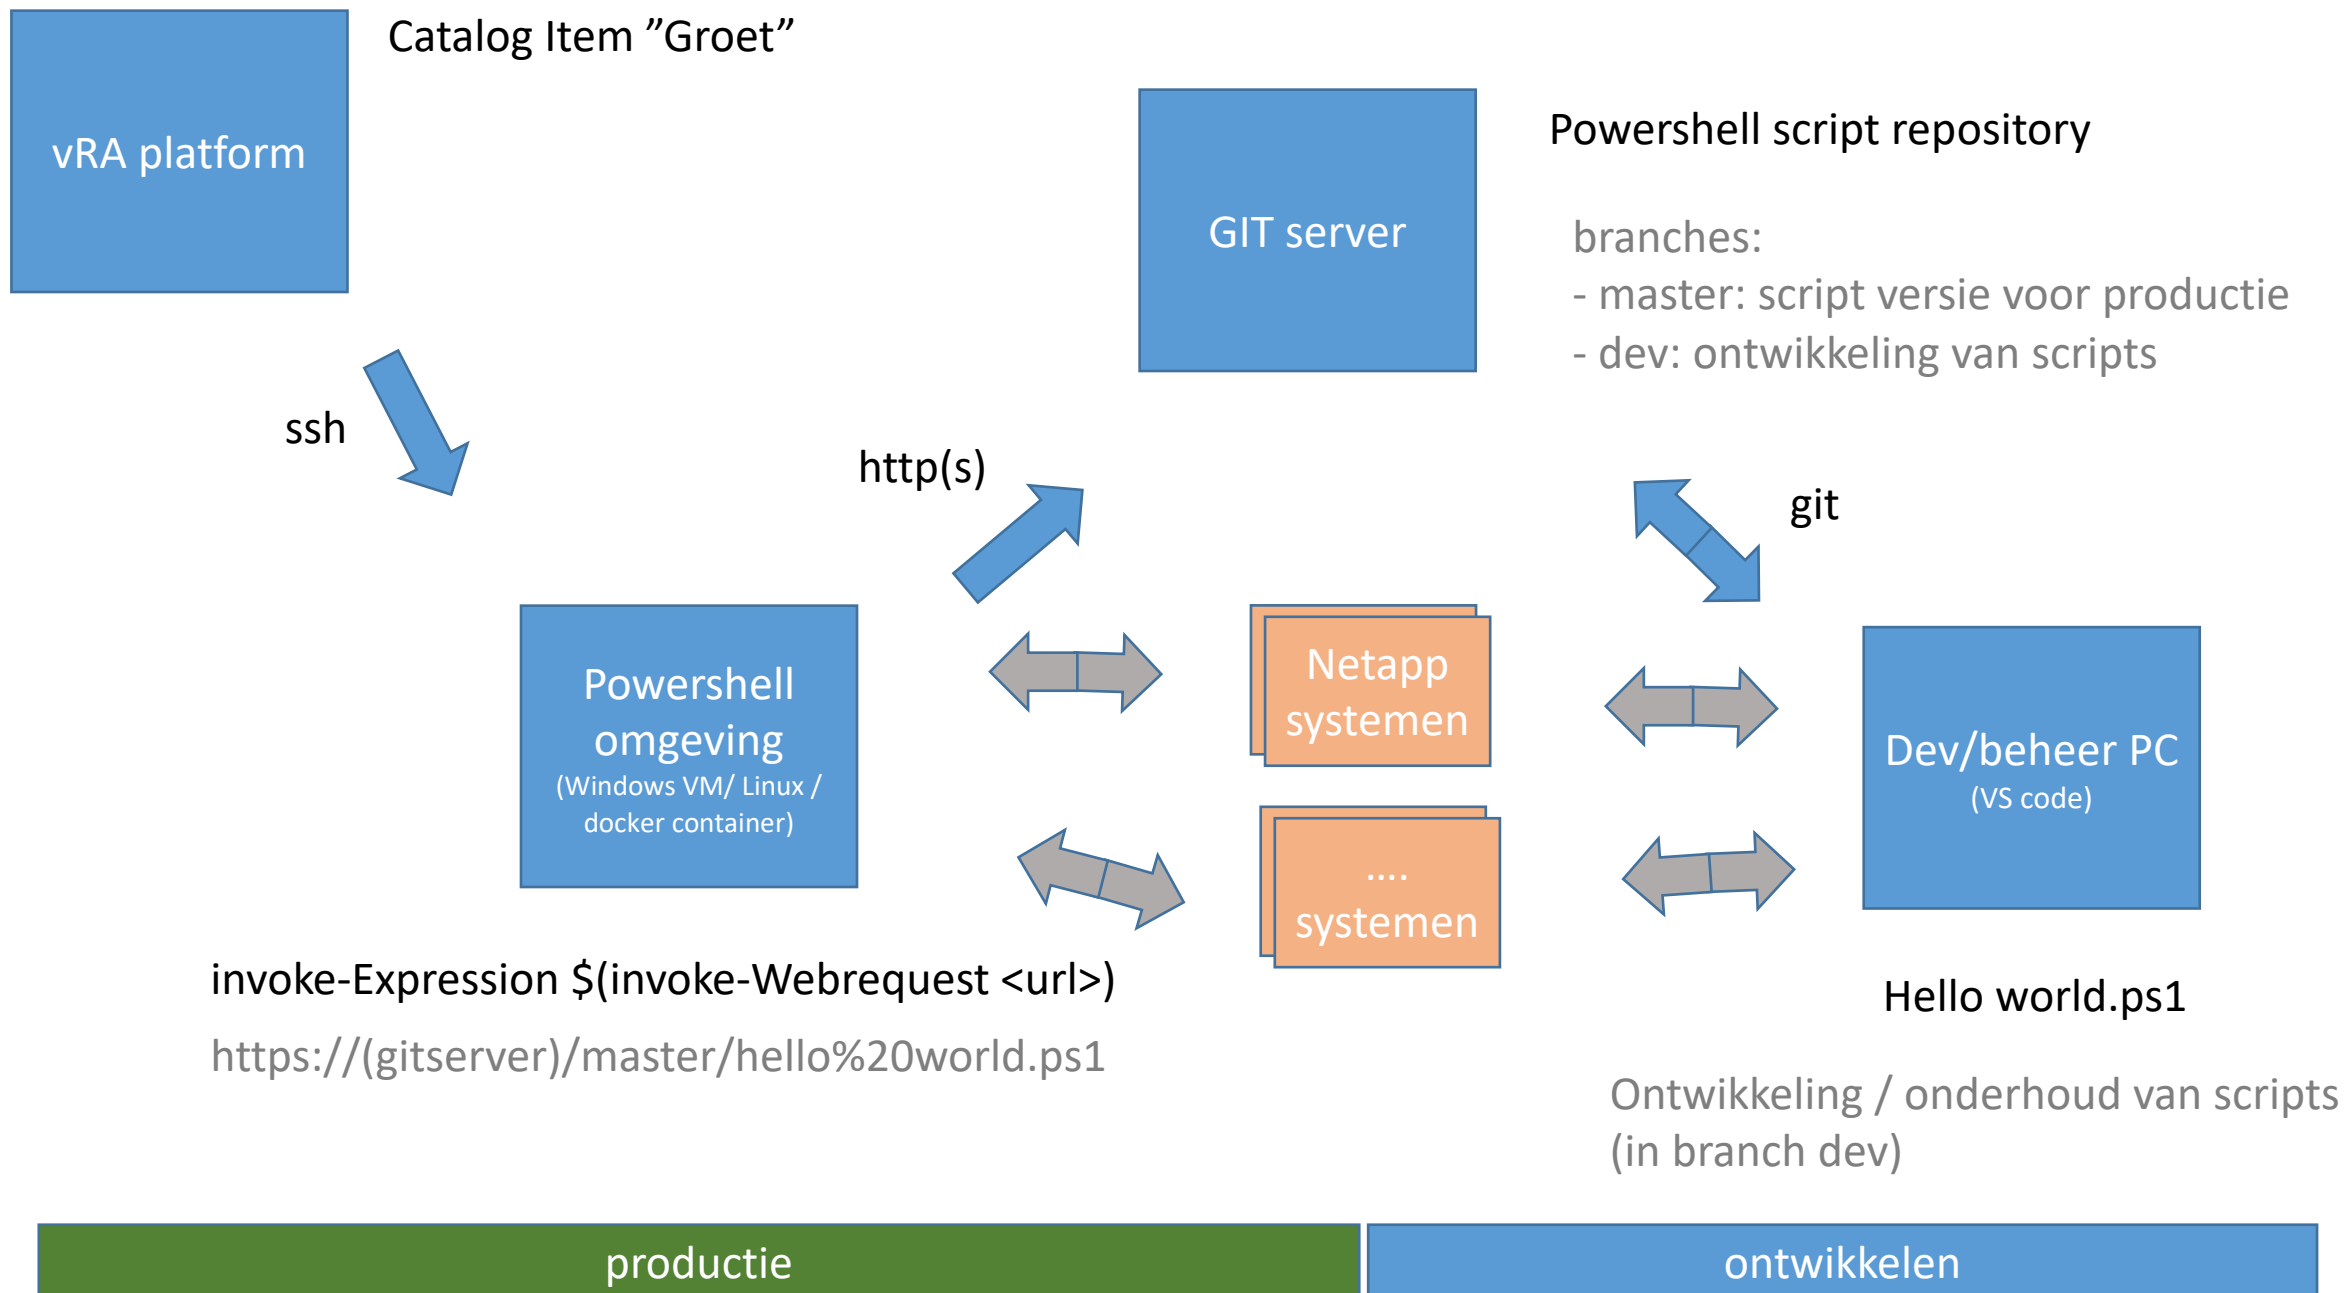 Catalog Item ”Groet”
vRA platform
GIT server
Powershell script repository
branches:
- master: script versie voor productie
- dev: ontwikkeling van scripts
ssh
http(s)
git
Powershell
omgeving
(Windows VM/ Linux /
docker container)
Netapp
systemen
....
systemen
Dev/beheer PC
(VS code)
invoke-Expression $(invoke-Webrequest <url>)
https://(gitserver)/master/hello%20world.ps1
Hello world.ps1
Ontwikkeling / onderhoud van scripts
(in branch dev)
productie
ontwikkelen